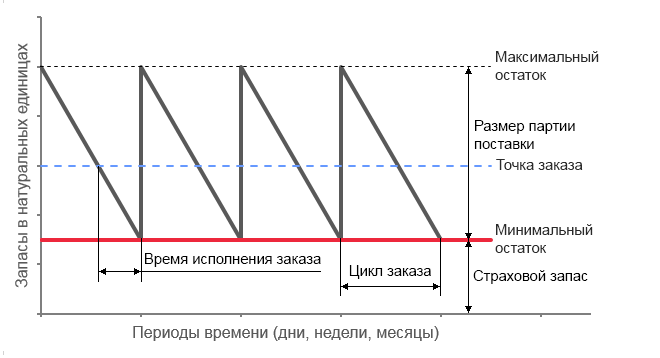 Запасы в натуральных единицах
Максимальный
остаток
Размер партии
поставки
Точка заказа
Минимальный
остаток
Время исполнения заказа
Цикл заказа
Страховой запас
Периоды времени (дни, недели, месяцы)